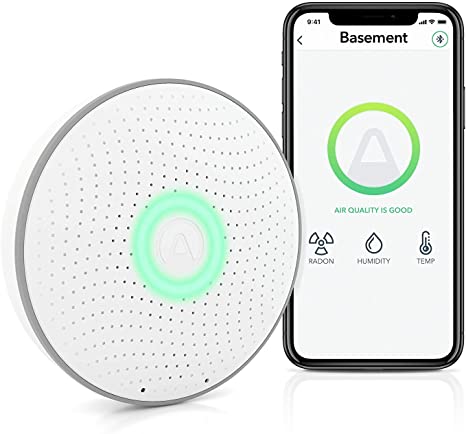 9:41
Basement
A
A
AIR QUALITY IS GOOD
RADON HUMIDITY TEMP